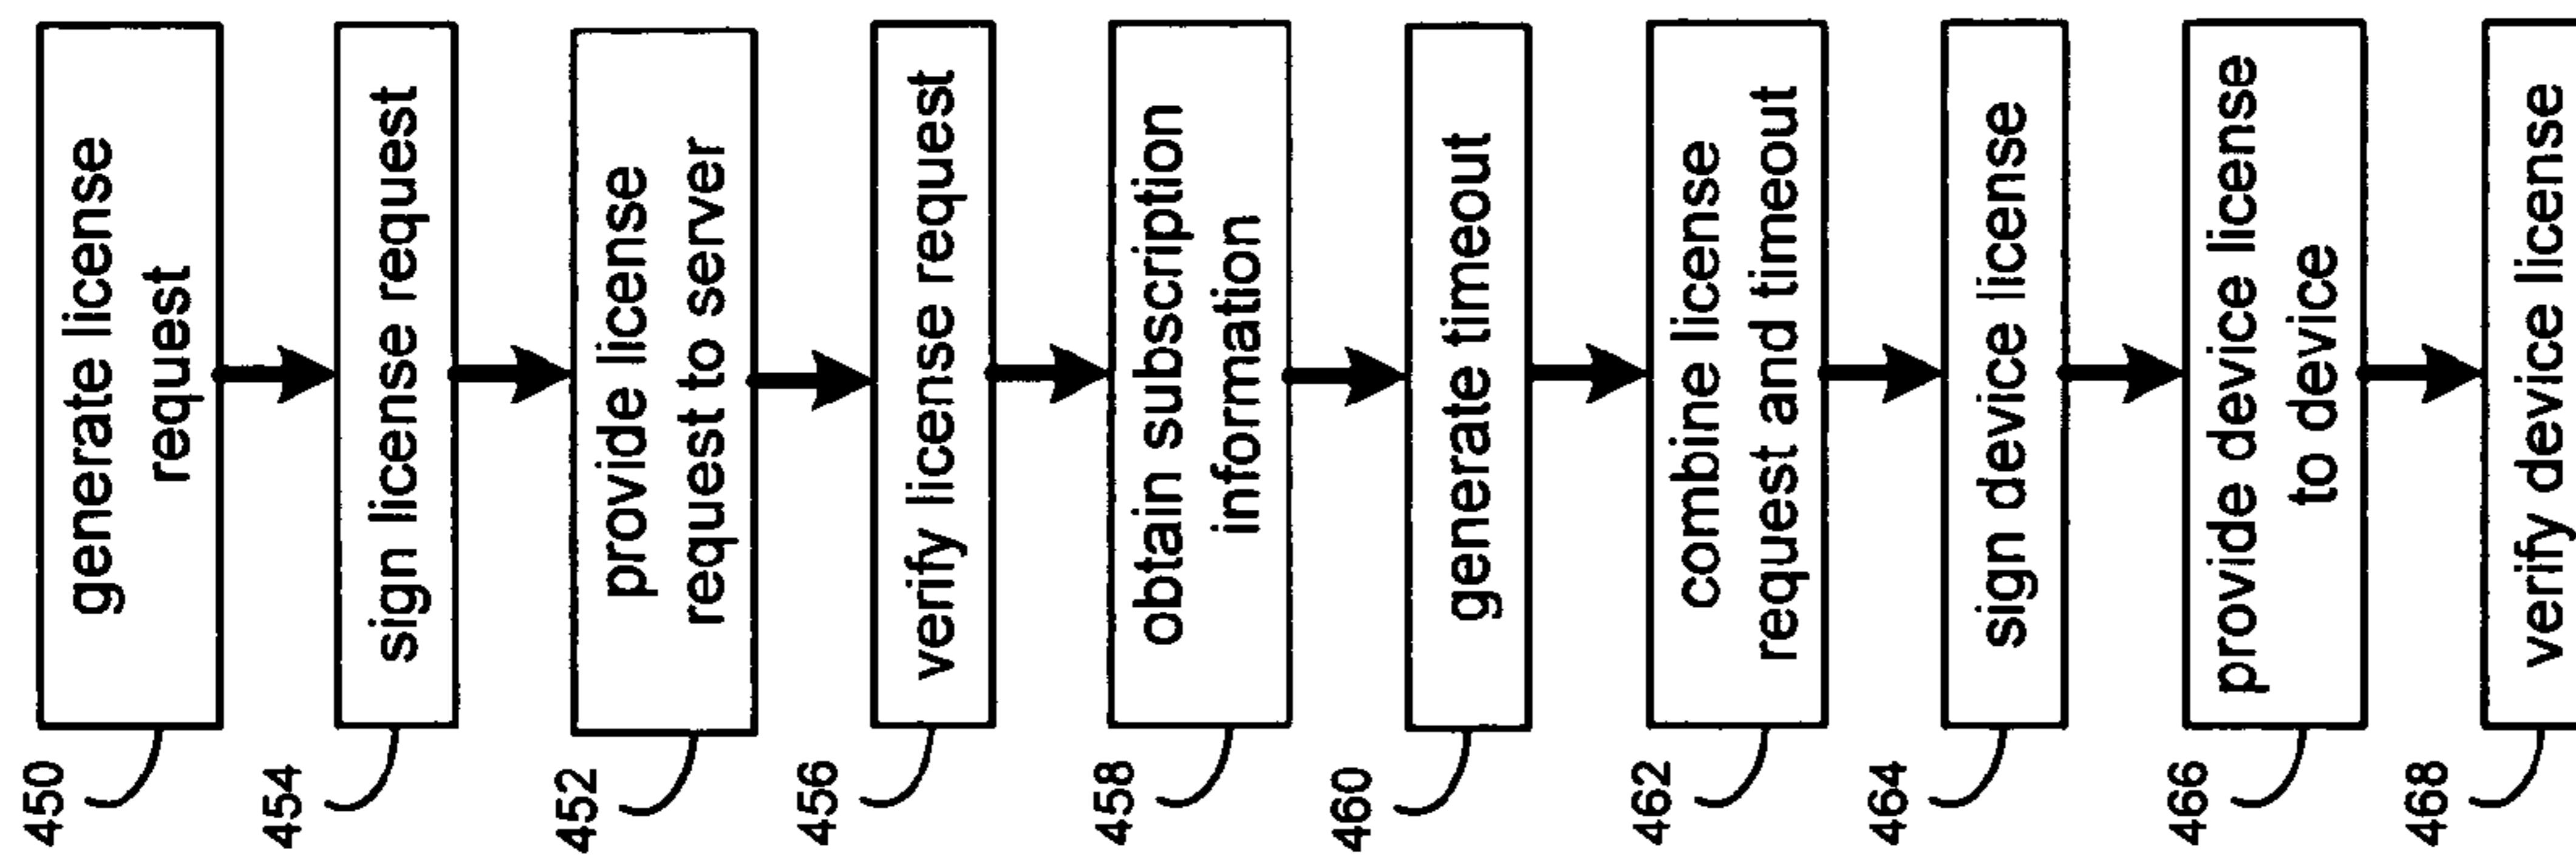 450
generate license
request
454
sign license request
452
provide license
request to server
456
verify license request
458
obtain subscription
information
460
generate timeout
462
combine license
request and timeout
464
sign device license
466
provide device license
to device
468
verify device license